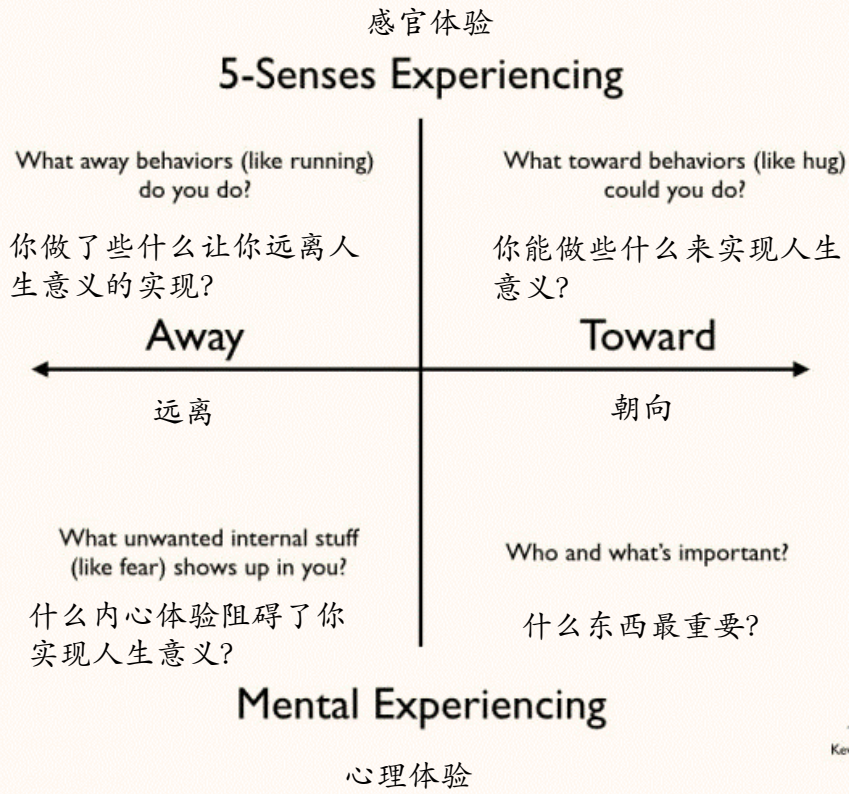 感官体验
5-Senses Experiencing
What away behaviors (like running)
do you do?
你做了些什么让你远离人
生意义的实现?
What toward behaviors (like hug)
could you do?
你能做些什么来实现人生
意义?
Away
Toward
远离
朝向
What unwanted internal stuff
(like fear) shows up in you?
什么内心体验阻碍了你
实现人生意义?
Who and what's important?
什么东西最重要?
Mental Experiencing
心理体验